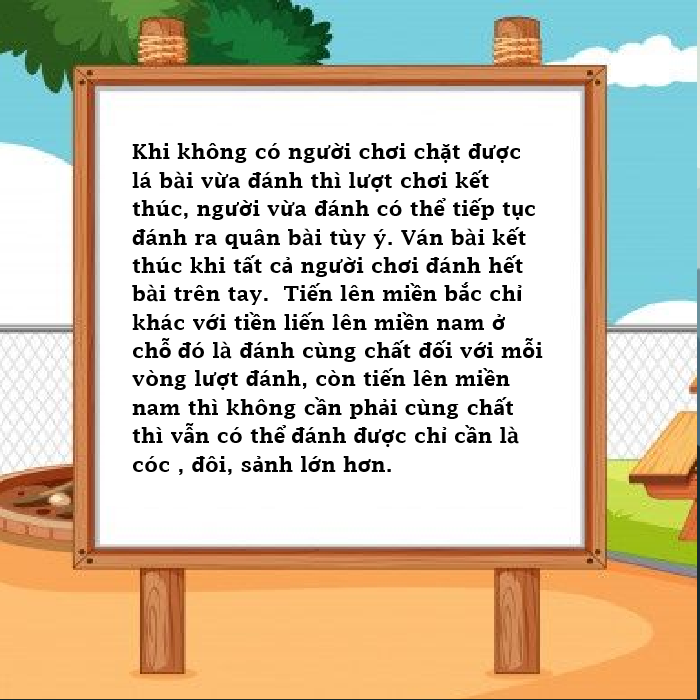 Khi không có người chơi chặt được
lá bài vừa đánh thì lượt chơi kết
thúc, người vừa đánh có thể tiếp tục
đánh ra quân bài tùy ý. Ván bài kết
thúc khi tất cả người chơi đánh hết
bài trên tay.  Tiến lên miền bắc chỉ
khác với tiền liến lên miền nam ở
chỗ đó là đánh cùng chất đối với mỗi
vòng lượt đánh, còn tiến lên miền
nam thì không cần phải cùng chất
thì vẫn có thể đánh được chỉ cần là
cóc , đôi, sảnh lớn hơn.